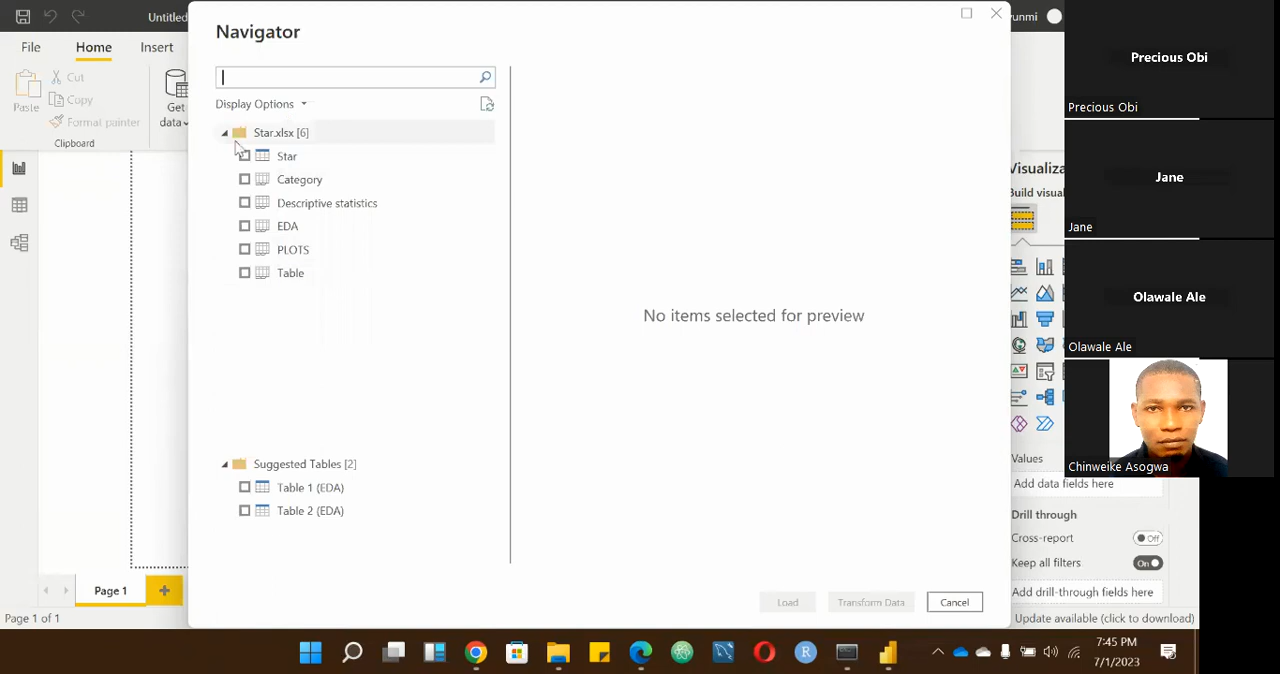 Untitled
File
Home
Insert
Paste
Cut
Copy
Format painter
Clipboard
Get
data
Navigator
Display Options
Star.xlsx [6]
Star
Category
Descriptive statistics
EDA
PLOTS
Table
Suggested Tables [2]
Table 1 (EDA)
Table 2 (EDA)
No items selected for preview
Load
Transform Data
Cancel
Build visua
Values
Add data fields here
Drill through
Cross-report
Off
Keep all filters
On
Add drill-through fields here
Page 1
Page 1 of 1
Update available (click to download)
Precious Obi
Precious Obi
Jane
Jane
Olawale Ale
Olawale Ale
Chinweike Asogwa
R
7:45 PM
7/1/2023